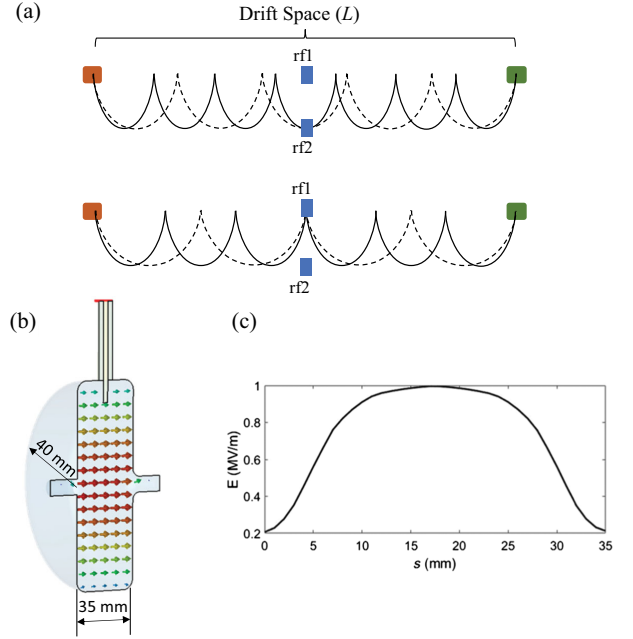 (a)
Drift Space (L)
rf1
rf2
rf1
rf2
(b)
40 mm
35 mm
(c)
1
0.8
0.6
0.4
0.2
E (MV/m)
0 5 10 15 20 25 30 35
s (mm)